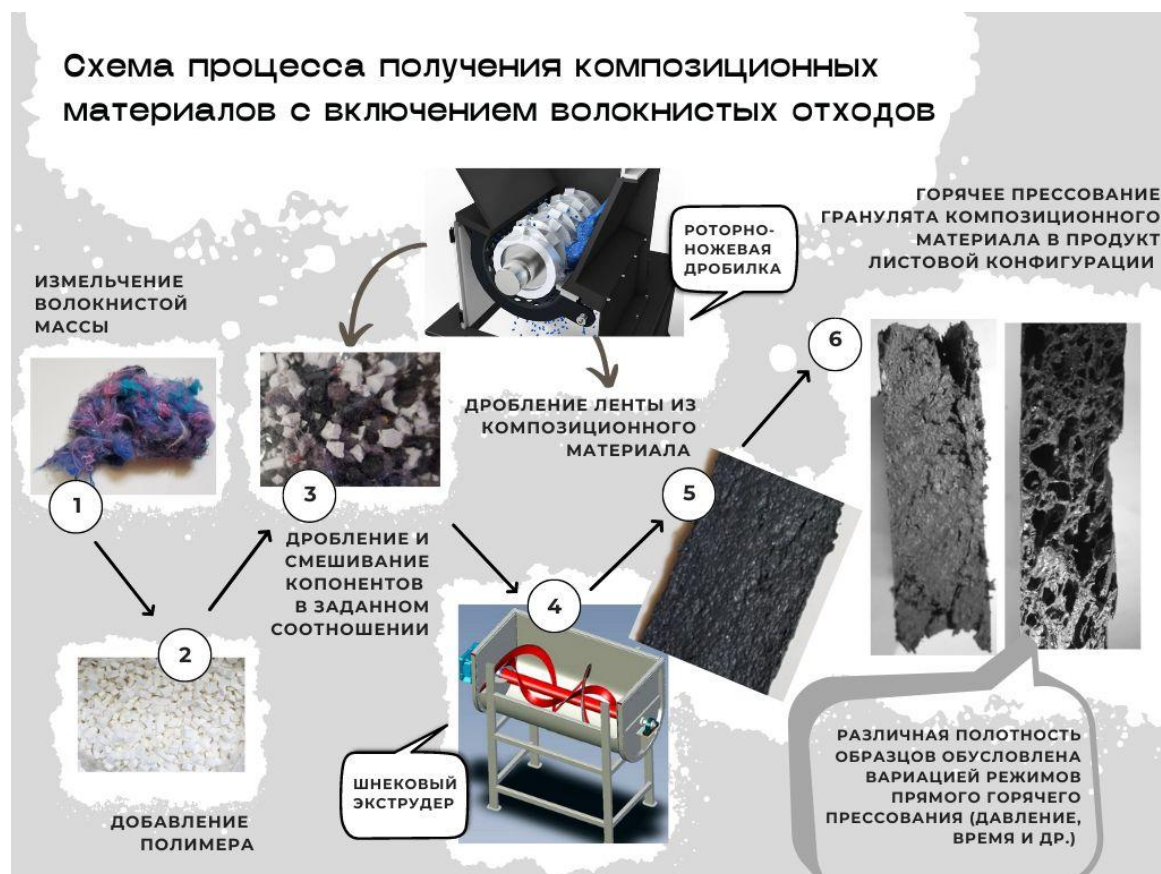 Схема процесса получения композиционных
материалов с включением волокнистых отходов
ИЗМЕЛЬЧЕНИЕ
ВОЛОКНИСТОЙ
МАССЫ
1
2
ДОБАВЛЕНИЕ
ПОЛИМЕРА
3
ДРОБЛЕНИЕ И
СМЕШИВАНИЕ
КОПОНЕНТОВ
В ЗАДАННОМ
СООТНОШЕНИИ
РОТОРНО-
НОЖЕВАЯ
ДРОБИЛКА
4
ШНЕКОВЫЙ
ЭКСТРУДЕР
ДРОБЛЕНИЕ ЛЕНТЫ ИЗ
КОМПОЗИЦИОННОГО
МАТЕРИАЛА
5
ГОРЯЧЕЕ ПРЕССОВАНИЕ
ГРАНУЛЯТА КОМПОЗИЦИОННОГО
МАТЕРИАЛА В ПРОДУКТ
ЛИСТОВОЙ КОНФИГУРАЦИИ
6
РАЗЛИЧНАЯ ПОЛОТНОСТЬ
ОБРАЗЦОВ ОБУСЛОВЛЕНА
ВАРИАЦИЕЙ РЕЖИМОВ
ПРЯМОГО ГОРЯЧЕГО
ПРЕССОВАНИЯ (ДАВЛЕНИЕ,
ВРЕМЯ И ДР.)